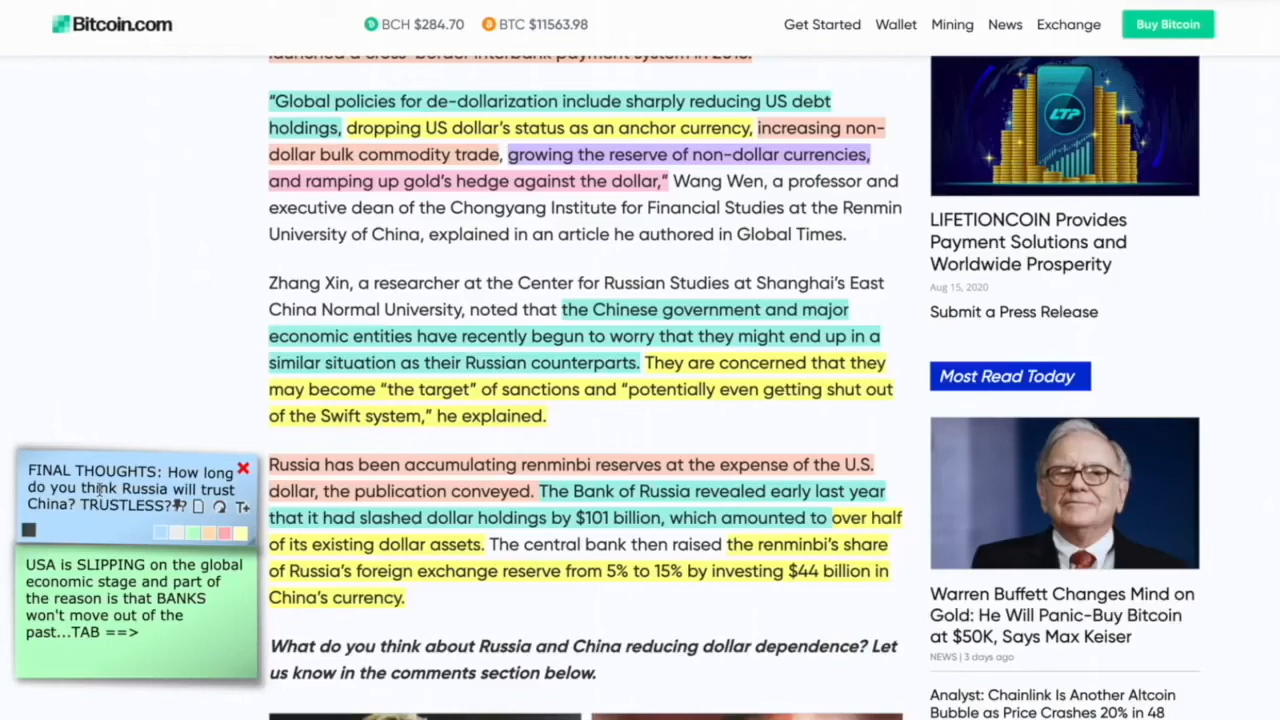 Bitcoin.com
BCH $284.70 BTC $11563.98
Get Started Wallet Mining News Exchange Buy Bitcoin
launched a cross-border interbank payment system in 2015.
“Global policies for de-dollarization include sharply reducing US debt
holdings, dropping US dollar’s status as an anchor currency, increasing non-
dollar bulk commodity trade, growing the reserve of non-dollar currencies,
and ramping up gold’s hedge against the dollar,” Wang Wen, a professor and
executive dean of the Chongyang Institute for Financial Studies at the Renmin
University of China, explained in an article he authored in Global Times.
Zhang Xin, a researcher at the Center for Russian Studies at Shanghai’s East
China Normal University, noted that the Chinese government and major
economic entities have recently begun to worry that they might end up in a
similar situation as their Russian counterparts. They are concerned that they
may become “the target” of sanctions and “potentially even getting shut out
of the Swift system,” he explained.
Russia has been accumulating renminbi reserves at the expense of the U.S.
dollar, the publication conveyed. The Bank of Russia revealed early last year
that it had slashed dollar holdings by $101 billion, which amounted to over half
of its existing dollar assets. The central bank then raised the renminbi’s share
of Russia’s foreign exchange reserve from 5% to 15% by investing $44 billion in
China’s currency.
What do you think about Russia and China reducing dollar dependence? Let
us know in the comments section below.
FINAL THOUGHTS: How long
do you think Russia will trust
China? TRUSTLESS??
T+
USA is SLIPPING on the global
economic stage and part of
the reason is that BANKS
won't move out of the
past...TAB ==>
LTP
LIFETIONCOIN Provides
Payment Solutions and
Worldwide Prosperity
Aug 15, 2020
Submit a Press Release
Most Read Today
Warren Buffett Changes Mind on
Gold: He Will Panic-Buy Bitcoin
at $50K, Says Max Keiser
NEWS | 3 days ago
Analyst: Chainlink Is Another Altcoin
Bubble as Price Crashes 20% in 48